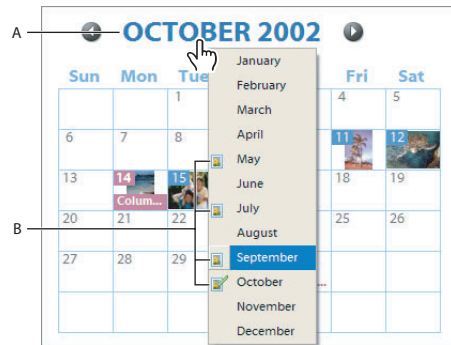 A
OCTOBER 2002
Sun Mon Tue Fri Sat
1 4 5
6 7 8 11 12
13 14 15 18 19
Colum...
20 21 22 25 26
27 28 29
...
B
January
February
March
April
May
June
July
August
September
October
November
December